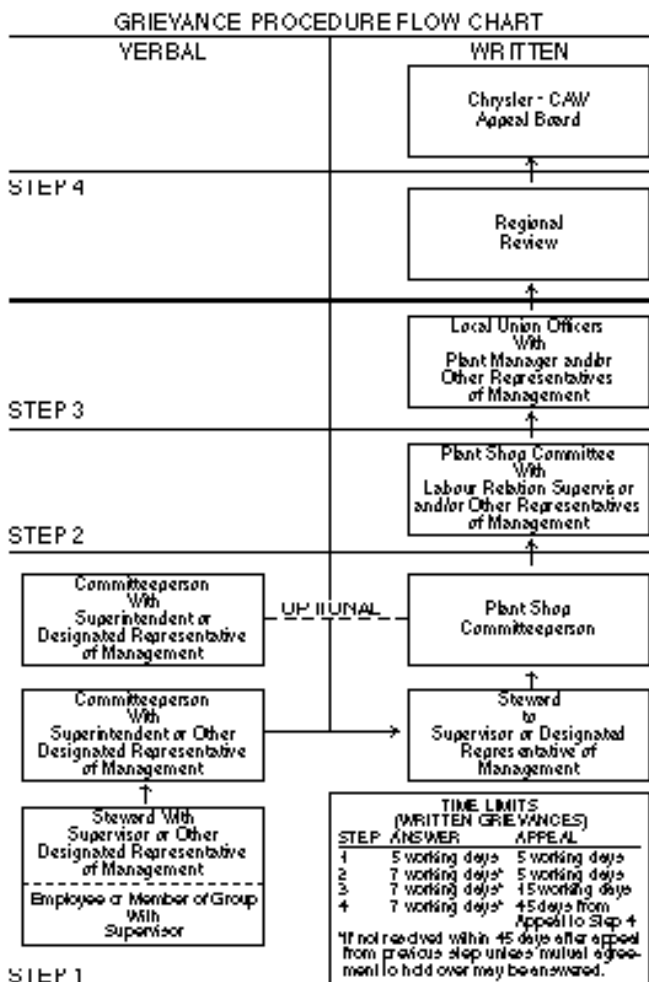 GRIEVANCE PROCEDURE FLOW CHART
VERBAL
WRITTEN
Chrysler - CAW
Appeal Board
STEP 4
Regional
Review
Local Union Officers
With
Plant Manager and/or
Other Representatives
of Management
STEP 3
Plant Shop Committee
With
Labour Relation Supervisor
and/or Other Representatives
of Management
STEP 2
Committeeperson
With
Superintendent or
Designated Representative
of Management
OPTIONAL
Plant Shop
Committeeperson
Committeeperson
With
Superintendent or Other
Designated Representative
of Management
Steward
to
Supervisor or Designated
Representative of
Management
Steward With
Supervisor or Other
Designated Representative
of Management
Employee or Member of Group
With
Supervisor
STEP 1
TIME LIMITS
(WRITTEN GRIEVANCES)
STEP ANSWER APPEAL
1 5 working days 5 working days
2 7 working days* 5 working days
3 7 working days* 15 working days
4 7 working days* 45 days from
Appeal to Step 4
*If not resolved within 45 days after appeal
from previous step unless mutual agree-
ment to hold over may be answered.